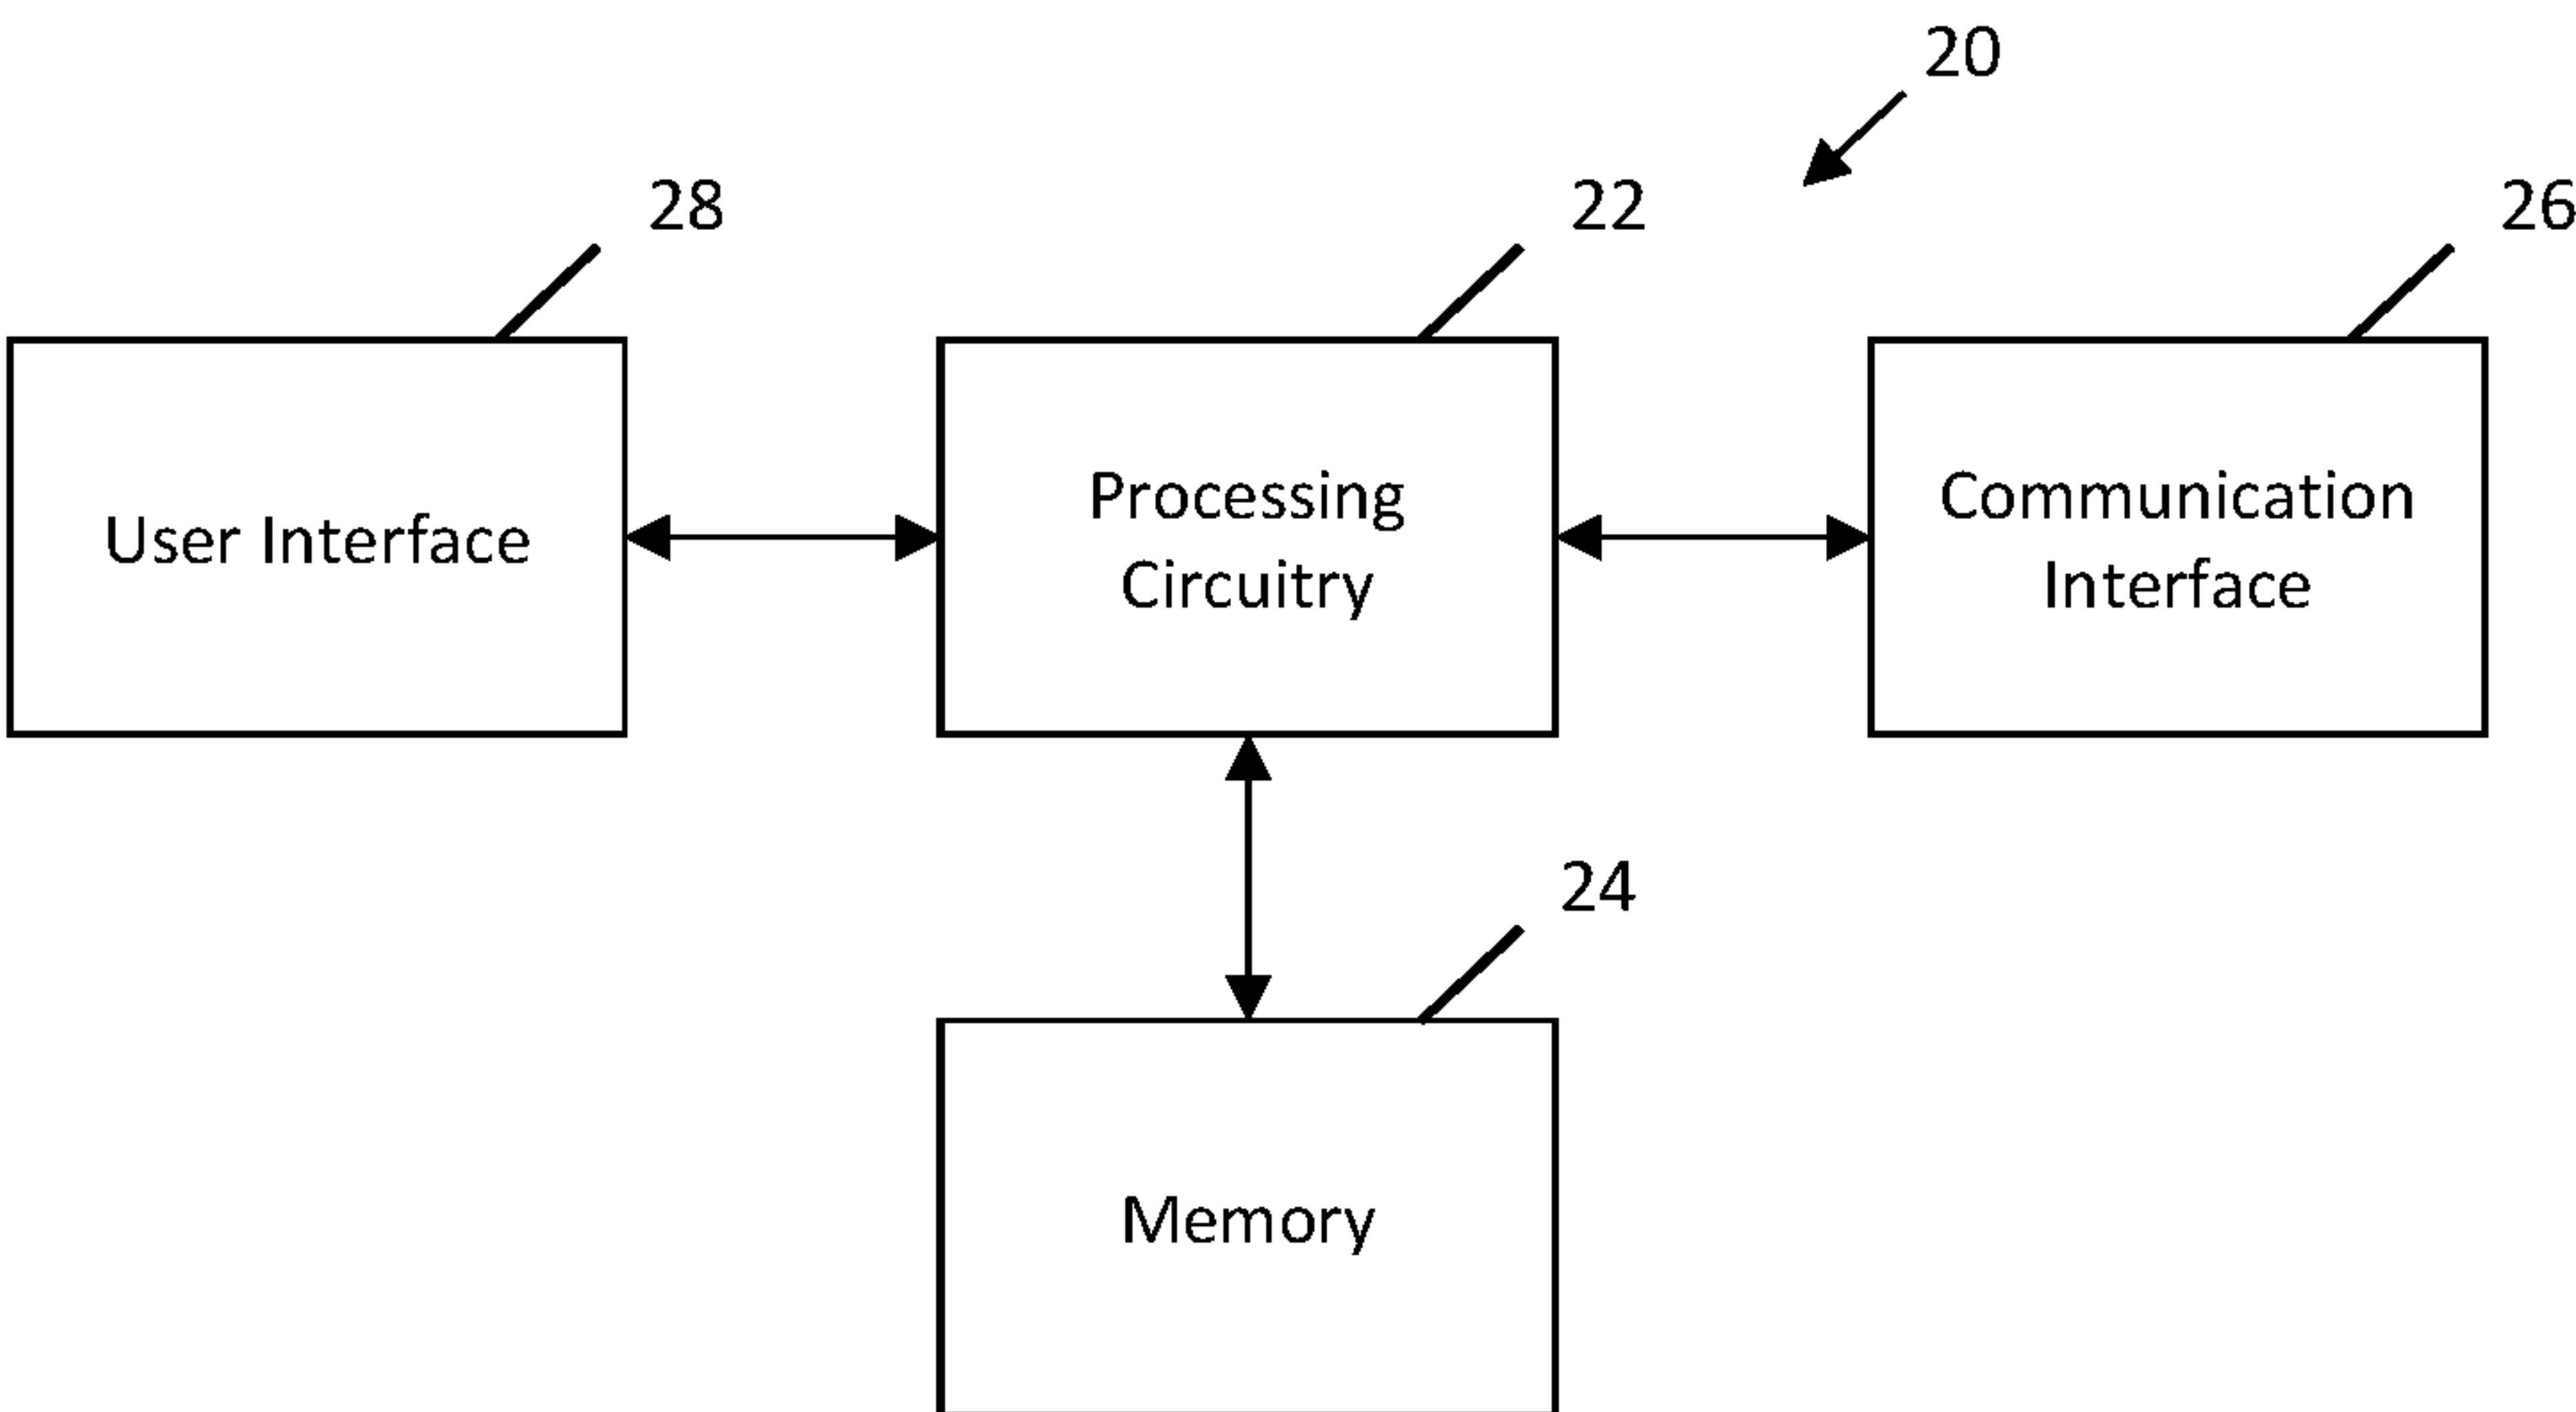 20
28
22
26
User Interface
Processing
Circuitry
Communication
Interface
24
Memory